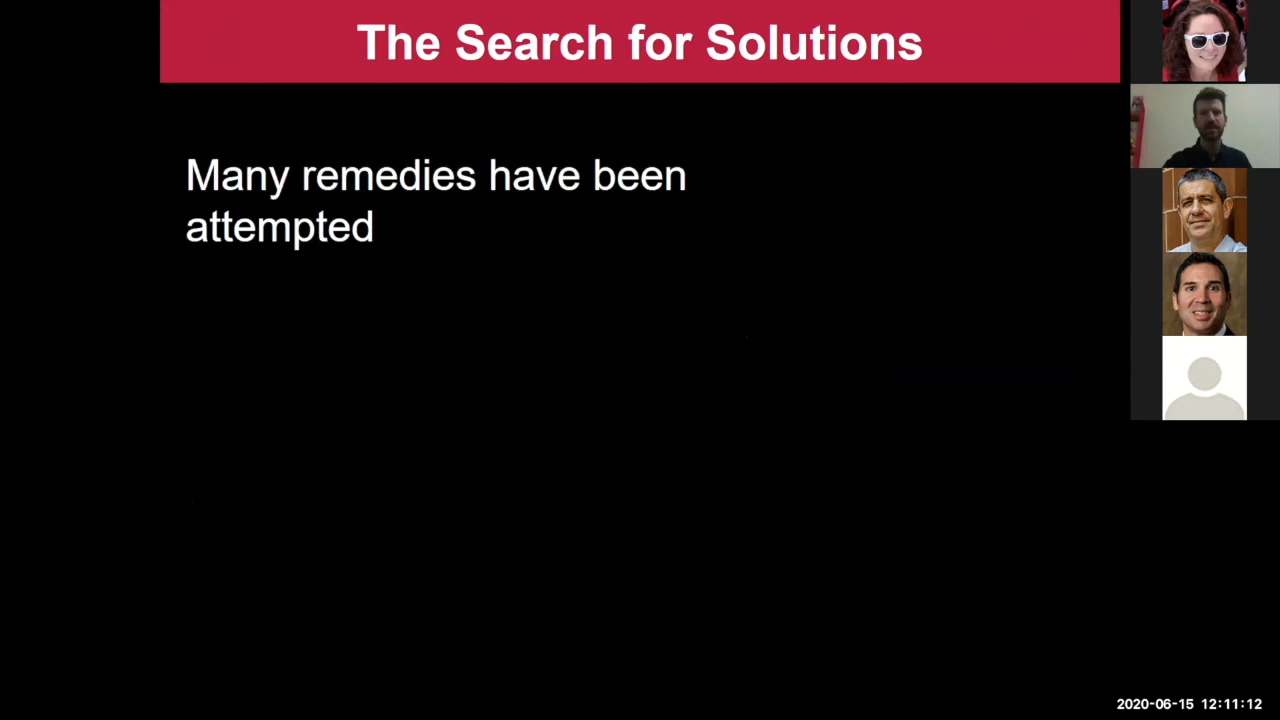 The Search for Solutions
Many remedies have been
attempted
2020-06-15 12:11:12